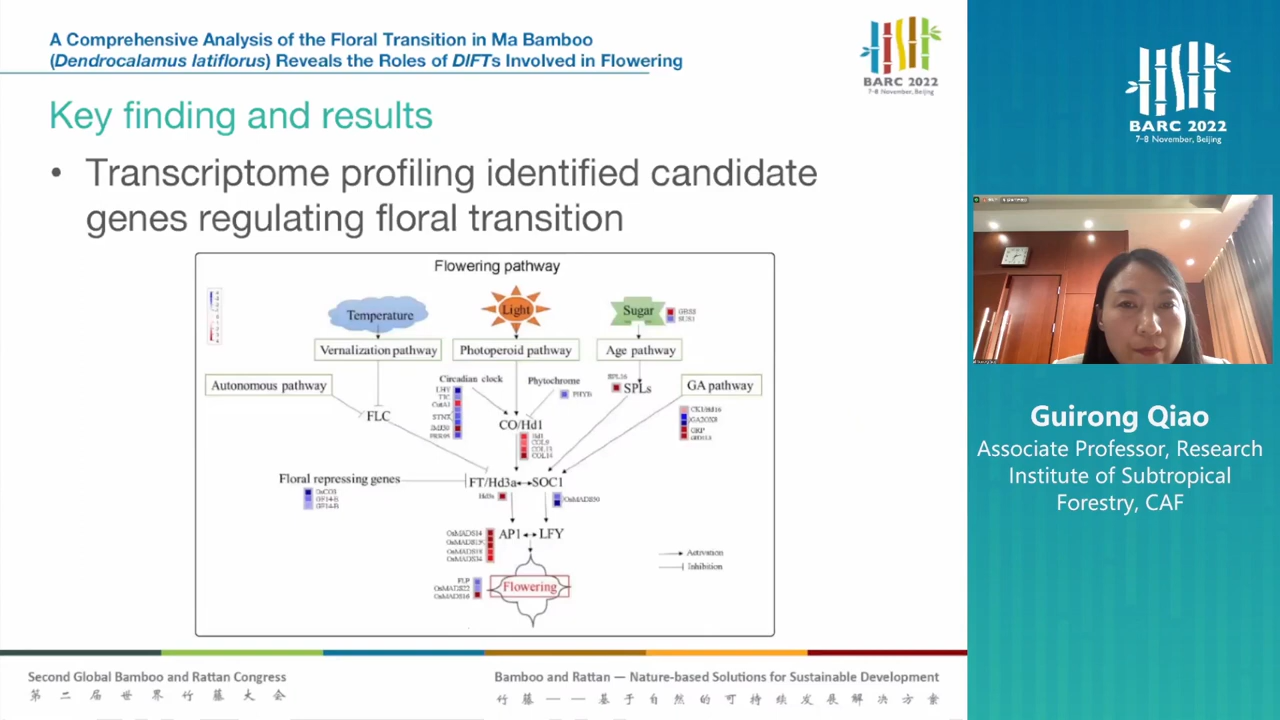 A Comprehensive Analysis of the Floral Transition in Ma Bamboo
(Dendrocalamus latiflorus) Reveals the Roles of DlFTs Involved in Flowering
BARC 2022
7-8 November, Beijing
Key finding and results
• Transcriptome profiling identified candidate
genes regulating floral transition
Flowering pathway
Temperature
Light
Sugar
Vernalization pathway
Photoperoid pathway
Age pathway
Autonomous pathway
Circadian clock
Phytochrome
PHYB
SPLs
GA pathway
FLC
CO/Hd1
Floral repressing genes
FT/Hd3a
SOC1
AP1
LFY
Activation
Inhibition
Flowering
Second Global Bamboo and Rattan Congress
第二届世界竹藤大会
Bamboo and Rattan — Nature-based Solutions for Sustainable Development
竹藤——基于自然的可持续发展解决方案
BARC 2022
7-8 November, Beijing
Guirong Qiao
Associate Professor, Research
Institute of Subtropical
Forestry, CAF